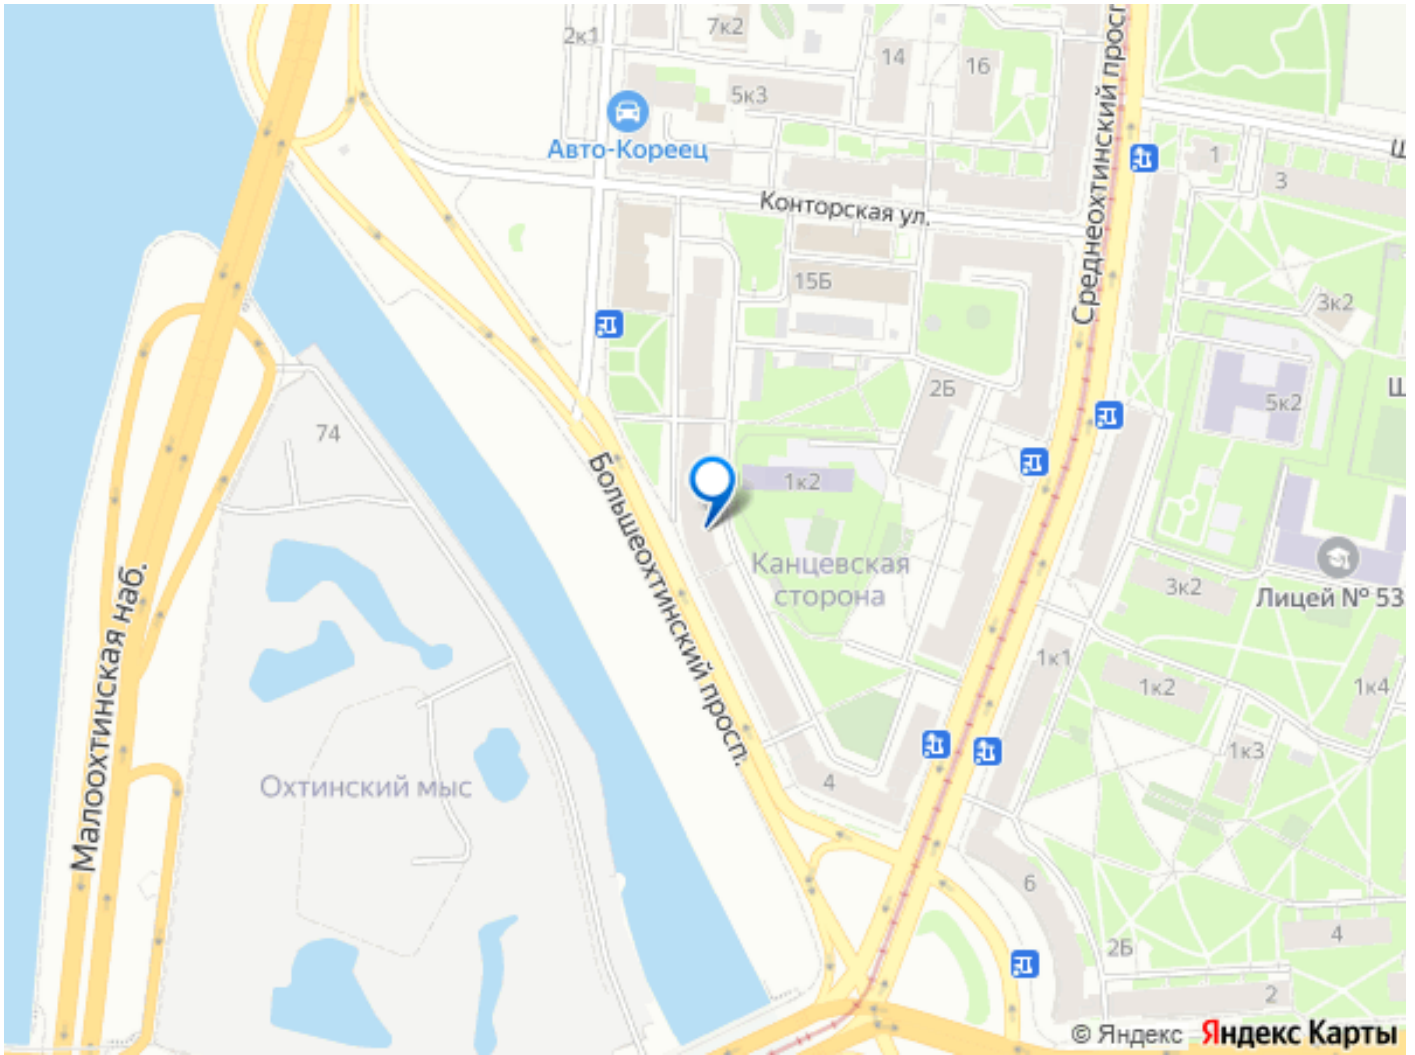 2к1
7к2
14
16
5к3
Авто-Кореец
Среднеохтинский просп
Конторская ул.
1
3
15Б
3к2
2Б
5к2
74
1к2
Большеохтинский просп.
Канцевская
сторона
Лицей № 53
3к2
Малоохтинская наб.
1к1
1к2
1к4
1к3
Охтинский мыс
4
6
2Б
4
2
© Яндекс Яндекс Карты